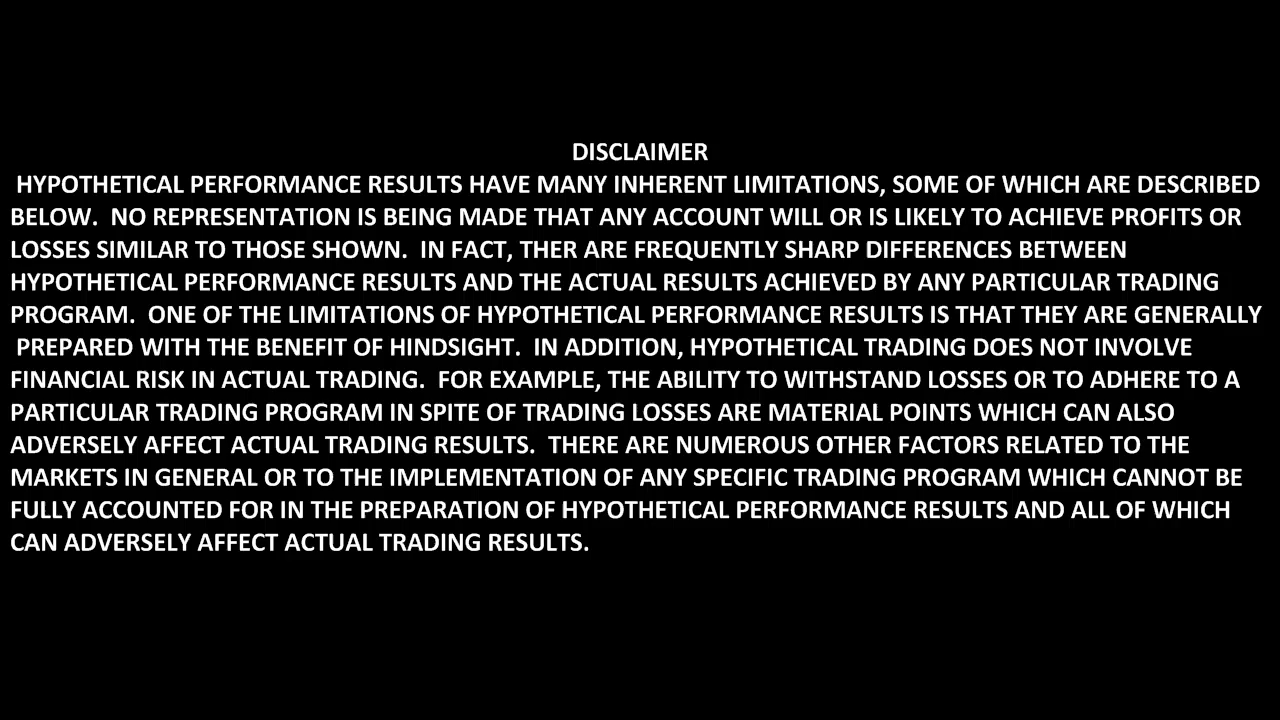 DISCLAIMER
HYPOTHETICAL PERFORMANCE RESULTS HAVE MANY INHERENT LIMITATIONS, SOME OF WHICH ARE DESCRIBED
BELOW.  NO REPRESENTATION IS BEING MADE THAT ANY ACCOUNT WILL OR IS LIKELY TO ACHIEVE PROFITS OR
LOSSES SIMILAR TO THOSE SHOWN.  IN FACT, THER ARE FREQUENTLY SHARP DIFFERENCES BETWEEN
HYPOTHETICAL PERFORMANCE RESULTS AND THE ACTUAL RESULTS ACHIEVED BY ANY PARTICULAR TRADING
PROGRAM.  ONE OF THE LIMITATIONS OF HYPOTHETICAL PERFORMANCE RESULTS IS THAT THEY ARE GENERALLY
PREPARED WITH THE BENEFIT OF HINDSIGHT.  IN ADDITION, HYPOTHETICAL TRADING DOES NOT INVOLVE
FINANCIAL RISK IN ACTUAL TRADING.  FOR EXAMPLE, THE ABILITY TO WITHSTAND LOSSES OR TO ADHERE TO A
PARTICULAR TRADING PROGRAM IN SPITE OF TRADING LOSSES ARE MATERIAL POINTS WHICH CAN ALSO
ADVERSELY AFFECT ACTUAL TRADING RESULTS.  THERE ARE NUMEROUS OTHER FACTORS RELATED TO THE
MARKETS IN GENERAL OR TO THE IMPLEMENTATION OF ANY SPECIFIC TRADING PROGRAM WHICH CANNOT BE
FULLY ACCOUNTED FOR IN THE PREPARATION OF HYPOTHETICAL PERFORMANCE RESULTS AND ALL OF WHICH
CAN ADVERSELY AFFECT ACTUAL TRADING RESULTS.